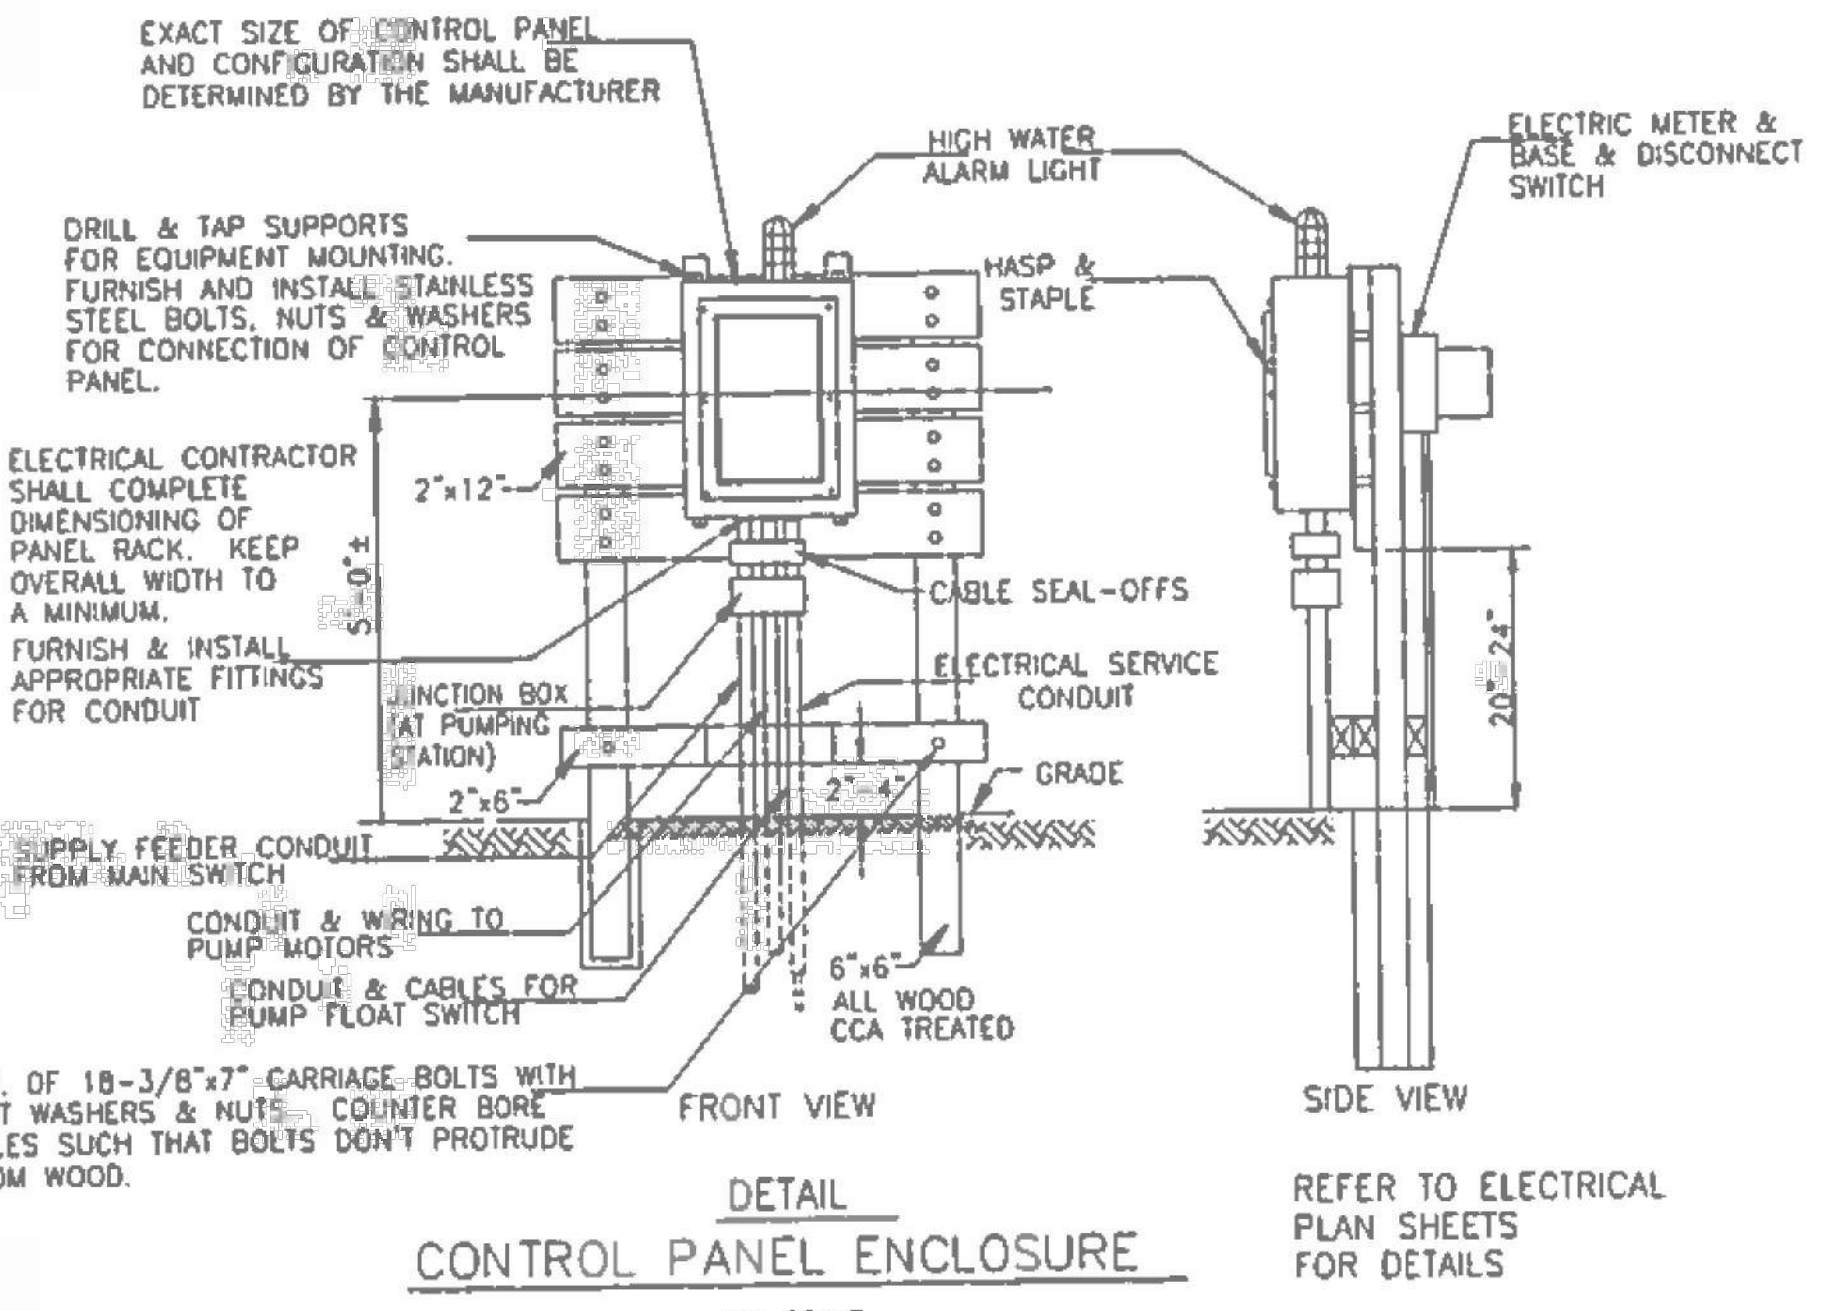 EXACT SIZE OF CONTROL PANEL
AND CONFIGURATION SHALL BE
DETERMINED BY THE MANUFACTURER
HIGH WATER
ALARM LIGHT
ELECTRIC METER &
BASE & DISCONNECT
SWITCH
DRILL & TAP SUPPORTS
FOR EQUIPMENT MOUNTING.
FURNISH AND INSTALL STAINLESS
STEEL BOLTS, NUTS & WASHERS
FOR CONNECTION OF CONTROL
PANEL.
HASP &
STAPLE
ELECTRICAL CONTRACTOR
SHALL COMPLETE
DIMENSIONING OF
PANEL RACK. KEEP
OVERALL WIDTH TO
A MINIMUM.
2"x12"
5'-0"±
CABLE SEAL-OFFS
FURNISH & INSTALL
APPROPRIATE FITTINGS
FOR CONDUIT
JUNCTION BOX
(AT PUMPING
STATION)
ELECTRICAL SERVICE
CONDUIT
20"-24"
2"x6"
2"-4"
GRADE
SUPPLY FEEDER CONDUIT
FROM MAIN SWITCH
CONDUIT & WIRING TO
PUMP MOTORS
CONDUIT & CABLES FOR
PUMP FLOAT SWITCH
6"x6"
ALL WOOD
CCA TREATED
OF 18-3/8"x7" CARRIAGE BOLTS WITH
WASHERS & NUTS. COUNTER BORE
SUCH THAT BOLTS DON'T PROTRUDE
WOOD.
FRONT VIEW
SIDE VIEW
DETAIL
CONTROL PANEL ENCLOSURE
REFER TO ELECTRICAL
PLAN SHEETS
FOR DETAILS